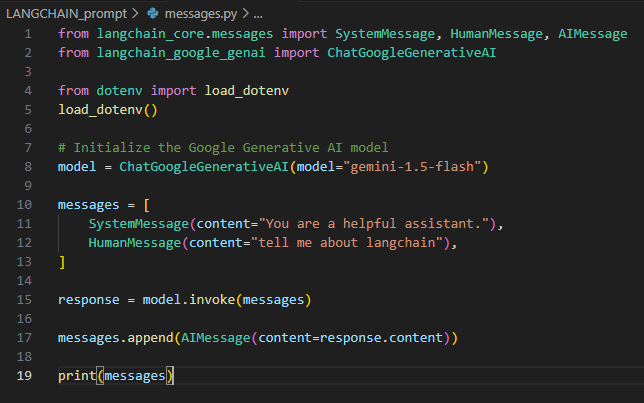 LANGCHAIN_prompt > messages.py > ...
1 from langchain_core.messages import SystemMessage, HumanMessage, AIMessage
2 from langchain_google_genai import ChatGoogleGenerativeAI
3
4 from dotenv import load_dotenv
5 load_dotenv()
6
7 # Initialize the Google Generative AI model
8 model = ChatGoogleGenerativeAI(model="gemini-1.5-flash")
9
10 messages = [
11     SystemMessage(content="You are a helpful assistant."),
12     HumanMessage(content="tell me about langchain"),
13 ]
14
15 response = model.invoke(messages)
16
17 messages.append(AIMessage(content=response.content))
18
19 print(messages)